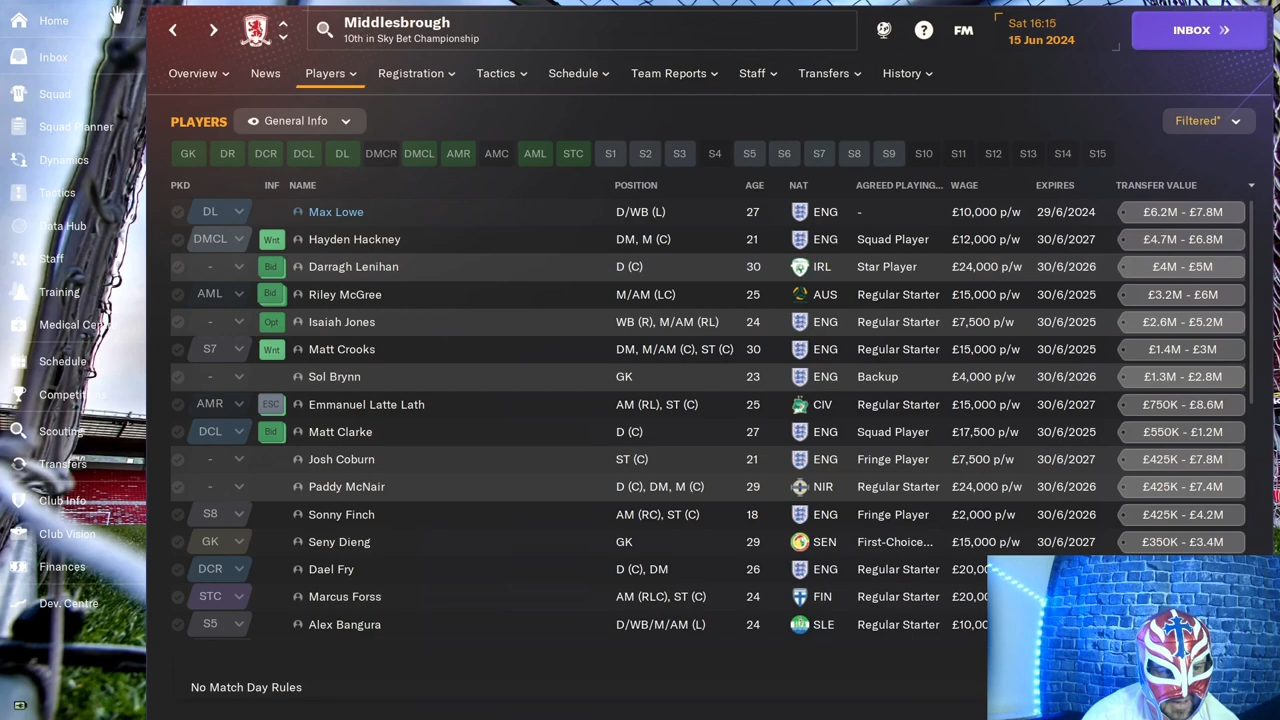 Home
Inbox
Squad
Squad Planner
Dynamics
Tactics
Data Hub
Staff
Training
Medical Cen
Schedule
Competitions
Scouting
Transfers
Club Info
Club Vision
Finances
Dev. Centre
Middlesbrough
10th in Sky Bet Championship
? FM
Sat 16:15
15 Jun 2024
INBOX
Overview News Players Registration Tactics Schedule Team Reports Staff Transfers History
PLAYERS General Info Filtered*
GK DR DCR DCL DL DMCR DMCL AMR AMC AML STC S1 S2 S3 S4 S5 S6 S7 S8 S9 S10 S11 S12 S13 S14 S15
PKD INF NAME POSITION AGE NAT AGREED PLAYING... WAGE EXPIRES TRANSFER VALUE
DL Max Lowe D/WB (L) 27 ENG - £10,000 p/w 29/6/2024 £6.2M - £7.8M
DMCL Wnt Hayden Hackney DM, M (C) 21 ENG Squad Player £12,000 p/w 30/6/2027 £4.7M - £6.8M
- Bid Darragh Lenihan D (C) 30 IRL Star Player £24,000 p/w 30/6/2026 £4M - £5M
AML Bid Riley McGree M/AM (LC) 25 AUS Regular Starter £15,000 p/w 30/6/2025 £3.2M - £6M
- Opt Isaiah Jones WB (R), M/AM (RL) 24 ENG Regular Starter £7,500 p/w 30/6/2025 £2.6M - £5.2M
S7 Wnt Matt Crooks DM, M/AM (C), ST (C) 30 ENG Regular Starter £15,000 p/w 30/6/2025 £1.4M - £3M
- Sol Brynn GK 23 ENG Backup £4,000 p/w 30/6/2026 £1.3M - £2.8M
AMR ESC Emmanuel Latte Lath AM (RL), ST (C) 25 CIV Regular Starter £15,000 p/w 30/6/2027 £750K - £8.6M
DCL Bid Matt Clarke D (C) 27 ENG Squad Player £17,500 p/w 30/6/2025 £550K - £1.2M
- Josh Coburn ST (C) 21 ENG Fringe Player £7,500 p/w 30/6/2027 £425K - £7.8M
- Paddy McNair D (C), DM, M (C) 29 NIR Regular Starter £24,000 p/w 30/6/2026 £425K - £7.4M
S8 Sonny Finch AM (RC), ST (C) 18 ENG Fringe Player £2,000 p/w 30/6/2026 £425K - £4.2M
GK Seny Dieng GK 29 SEN First-Choice... £15,000 p/w 30/6/2027 £350K - £3.4M
DCR Dael Fry D (C), DM 26 ENG Regular Starter £20,0
STC Marcus Forss AM (RLC), ST (C) 24 FIN Regular Starter £20,00
S5 Alex Bangura D/WB/M/AM (L) 24 SLE Regular Starter £10,0
No Match Day Rules